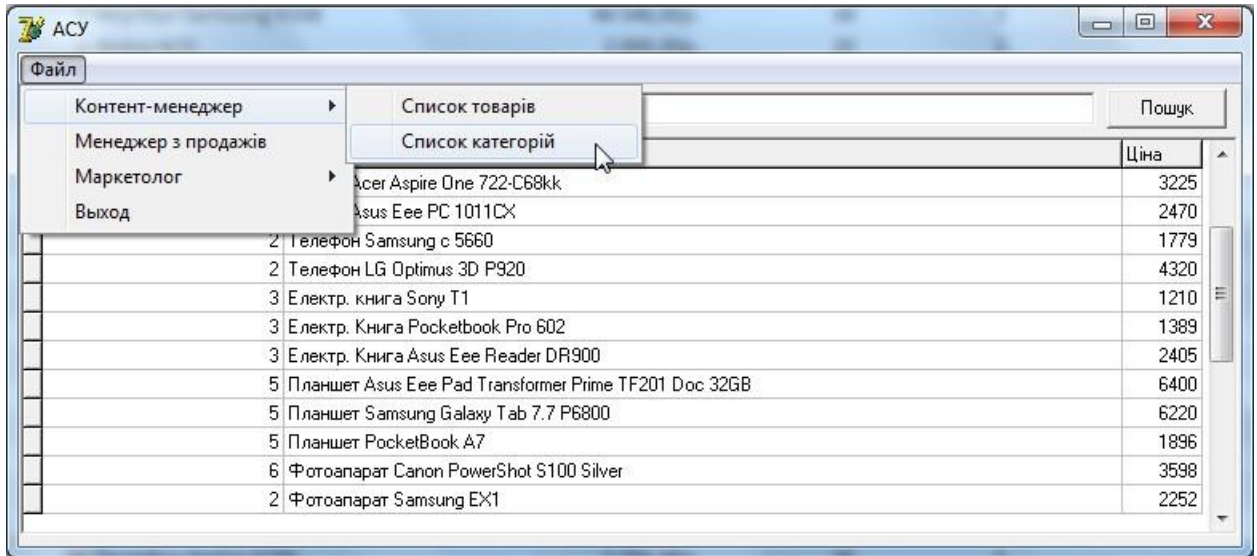 АСУ
Файл
Контент-менеджер
Список товарів
Пошук
Менеджер з продажів
Список категорій
Ціна
Маркетолог
Acer Aspire One 722-C68kk 3225
Выход
Asus Eee PC 1011CX 2470
2 Телефон Samsung c 5660 1779
2 Телефон LG Optimus 3D P920 4320
3 Електр. книга Sony T1 1210
3 Електр. Книга Pocketbook Pro 602 1389
3 Електр. Книга Asus Eee Reader DR900 2405
5 Планшет Asus Eee Pad Transformer Prime TF201 Doc 32GB 6400
5 Планшет Samsung Galaxy Tab 7.7 P6800 6220
5 Планшет PocketBook A7 1896
6 Фотоапарат Canon PowerShot S100 Silver 3598
2 Фотоапарат Samsung EX1 2252